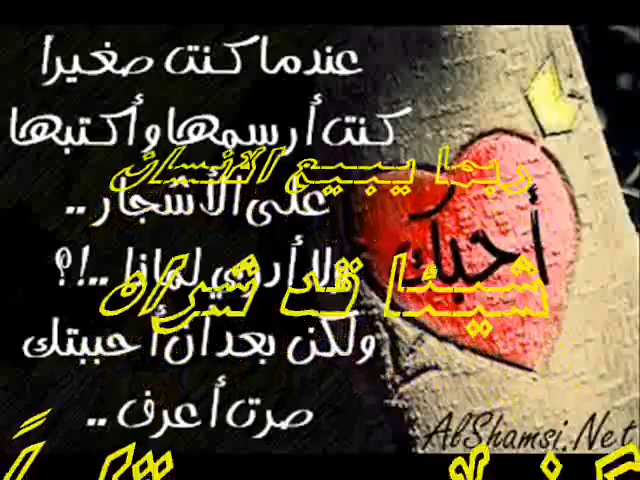 عندما كنت صغيرا
كنت أرسمها وأكتبها
على الأشجار ..
ولا أدري لماذا ..!؟
ولكن بعد أن أحببتك
صرت أعرف ..
أحبك
ربما يبيع الانسان
شيئا قد شراه
AlShamsi.Net